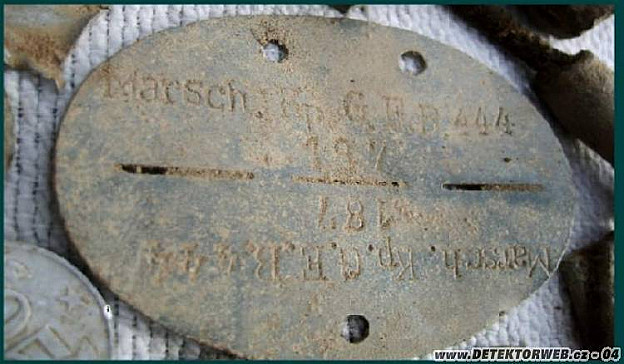 Marsch. Kp. G.E.B. 444
187
187
Marsch. Kp. G.E.B. 444
www.DETEKTORWEB.cz - 04